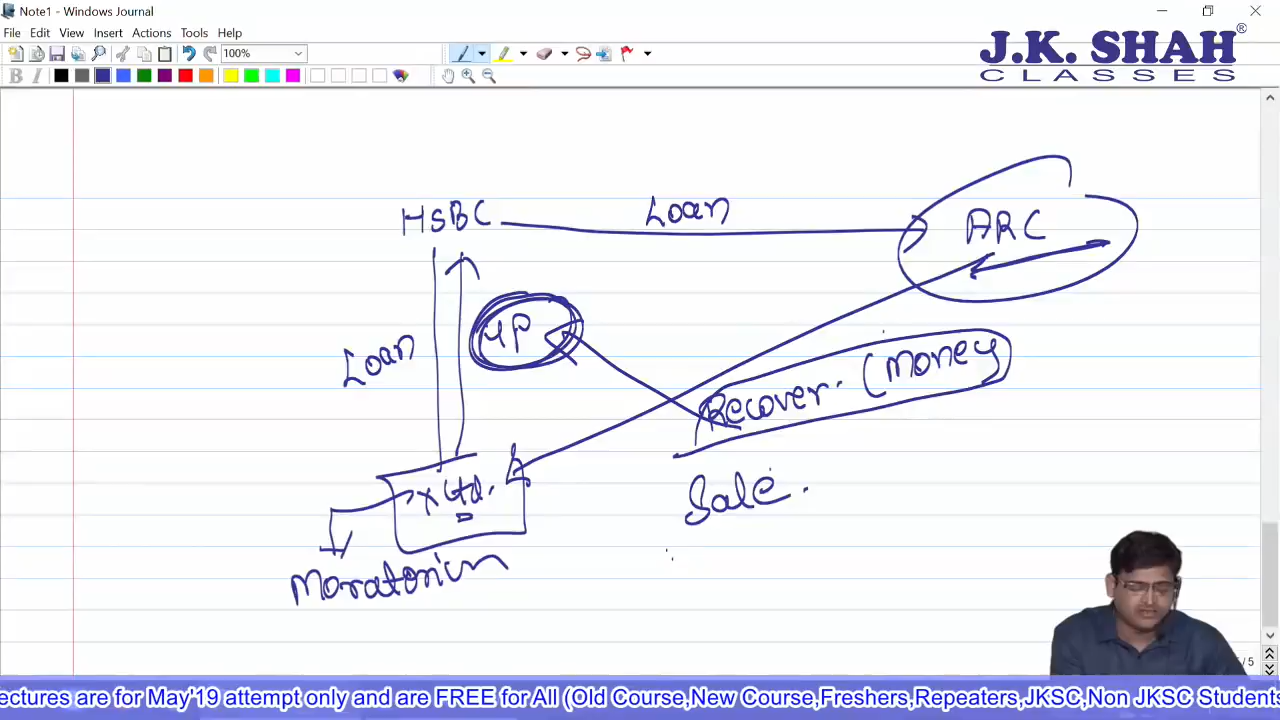 Note1 - Windows Journal
File Edit View Insert Actions Tools Help
100%
B I
J.K. SHAH®
CLASSES
HSBC Loan ARC
Loan
Recover. (Money
X Ltd.
Sale.
Moratorium
/5
ectures are for May'19 attempt only and are FREE for All (Old Course,New Course,Freshers,Repeaters,JKSC,Non JKSC Students